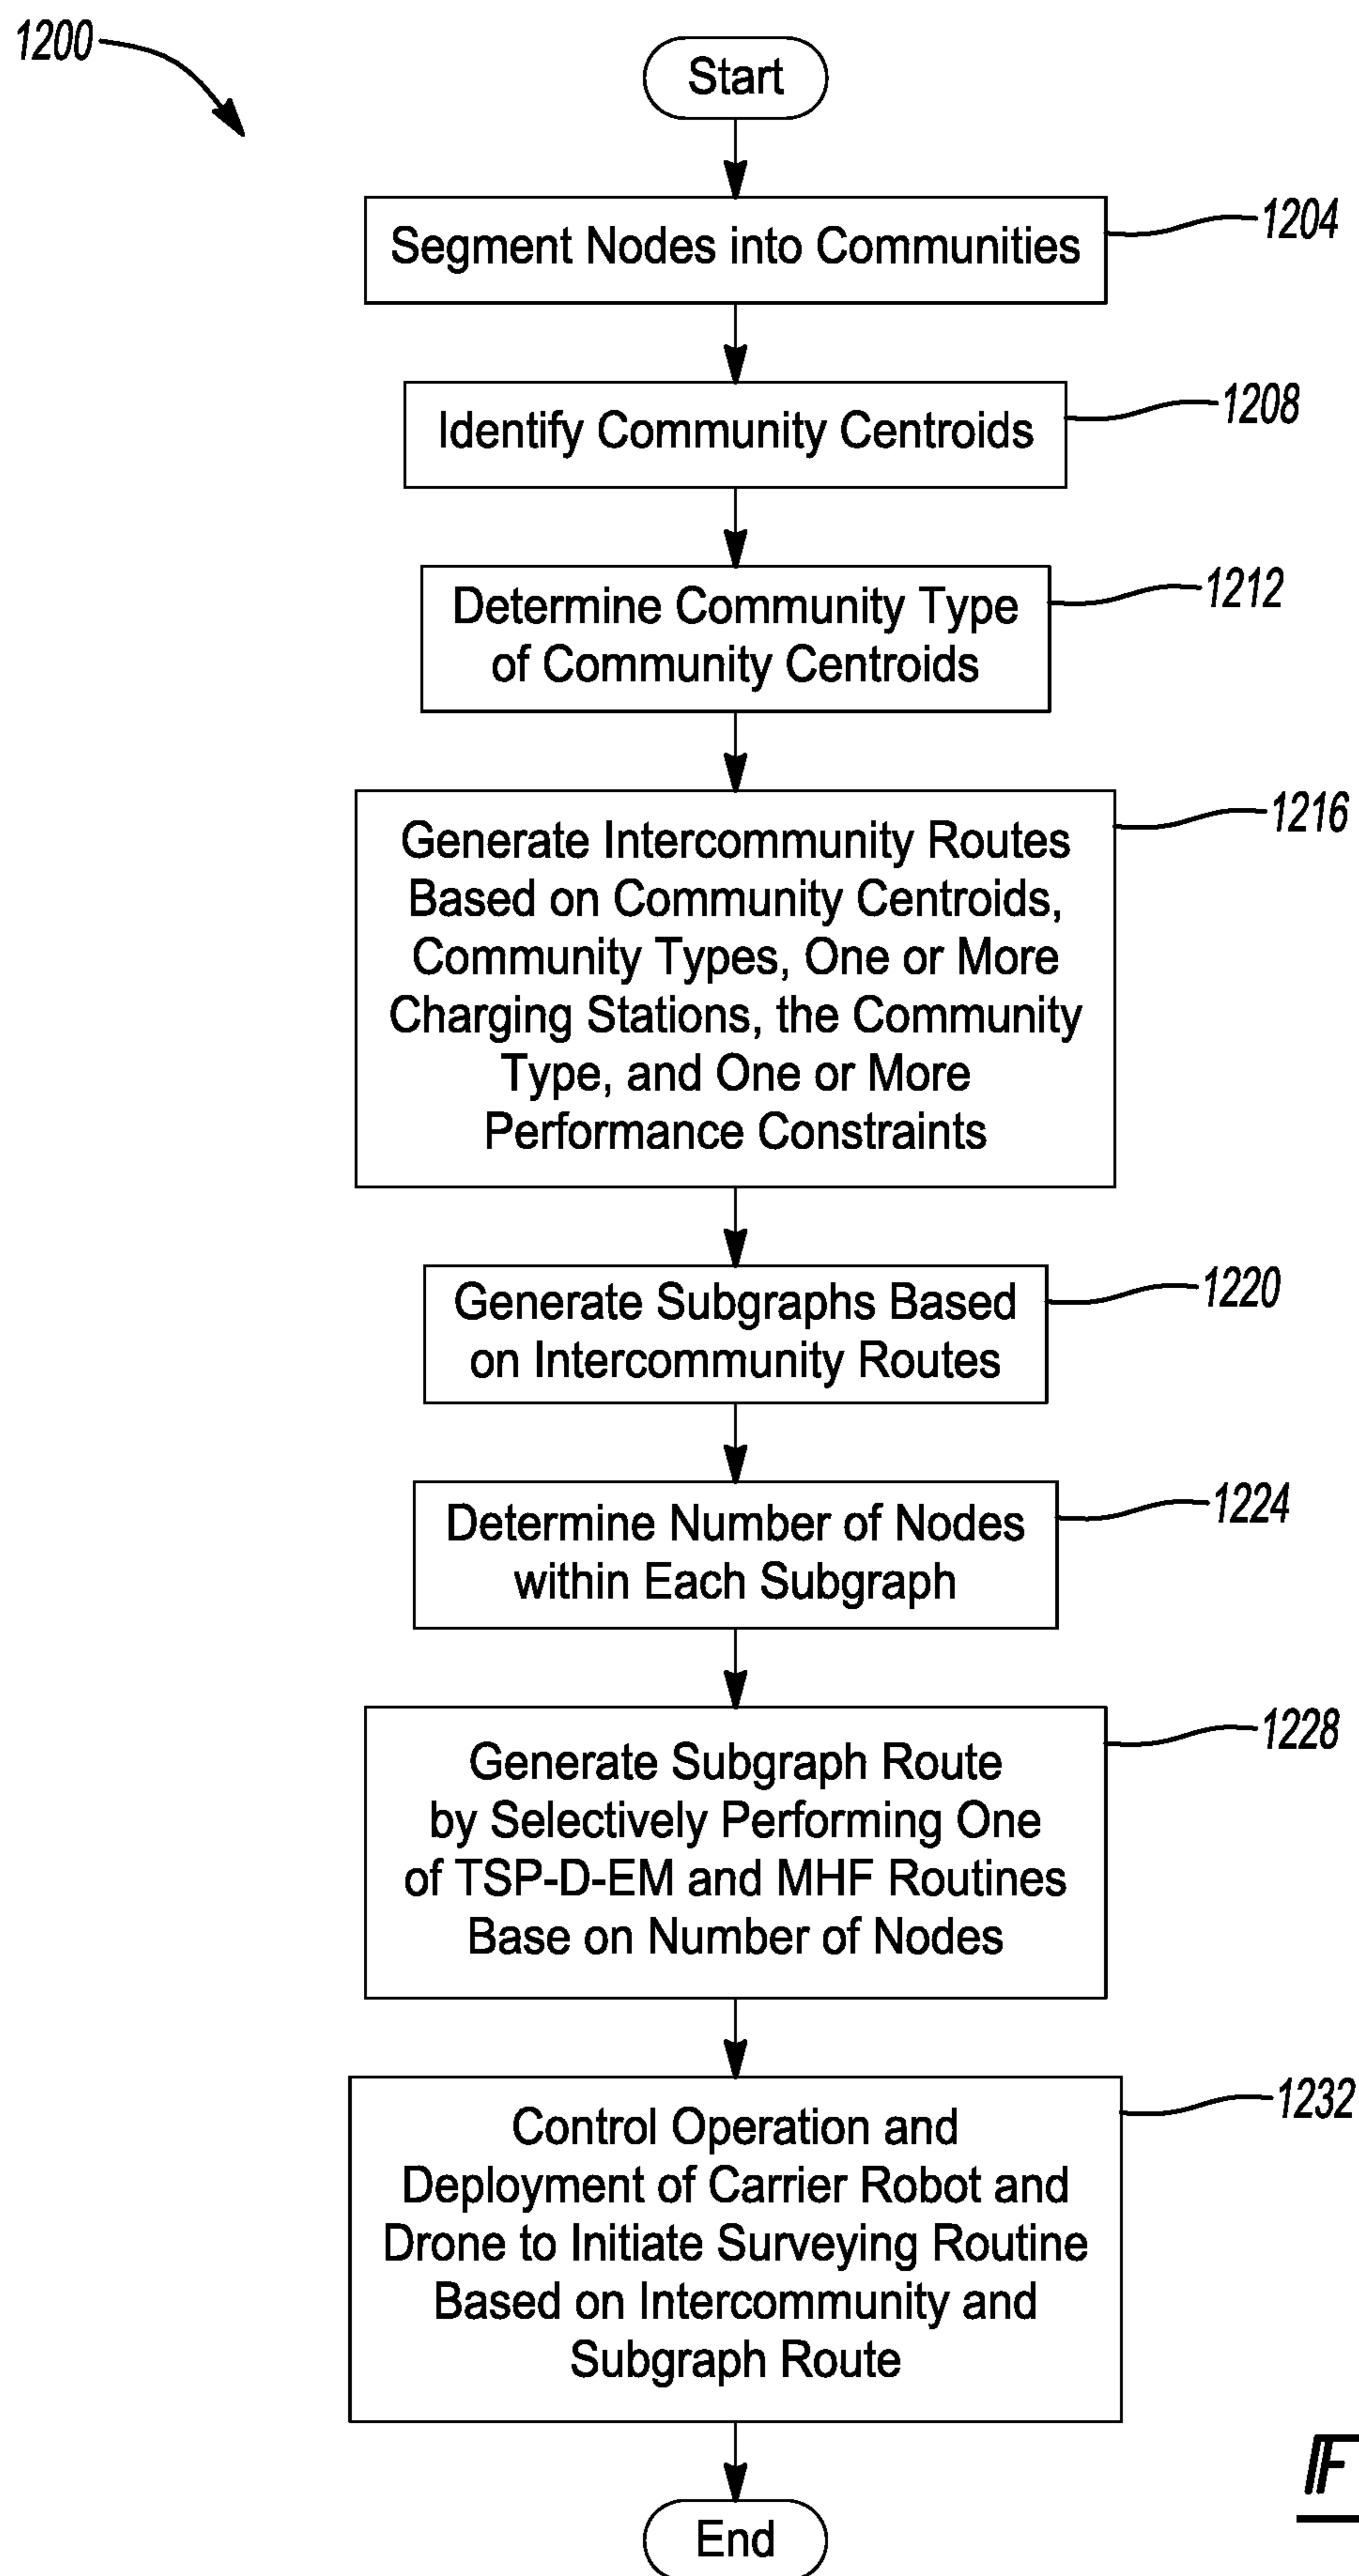 1200
Start
Segment Nodes into Communities
1204
Identify Community Centroids
1208
Determine Community Type
of Community Centroids
1212
Generate Intercommunity Routes
Based on Community Centroids,
Community Types, One or More
Charging Stations, the Community
Type, and One or More
Performance Constraints
1216
Generate Subgraphs Based
on Intercommunity Routes
1220
Determine Number of Nodes
within Each Subgraph
1224
Generate Subgraph Route
by Selectively Performing One
of TSP-D-EM and MHF Routines
Base on Number of Nodes
1228
Control Operation and
Deployment of Carrier Robot and
Drone to Initiate Surveying Routine
Based on Intercommunity and
Subgraph Route
1232
End
F